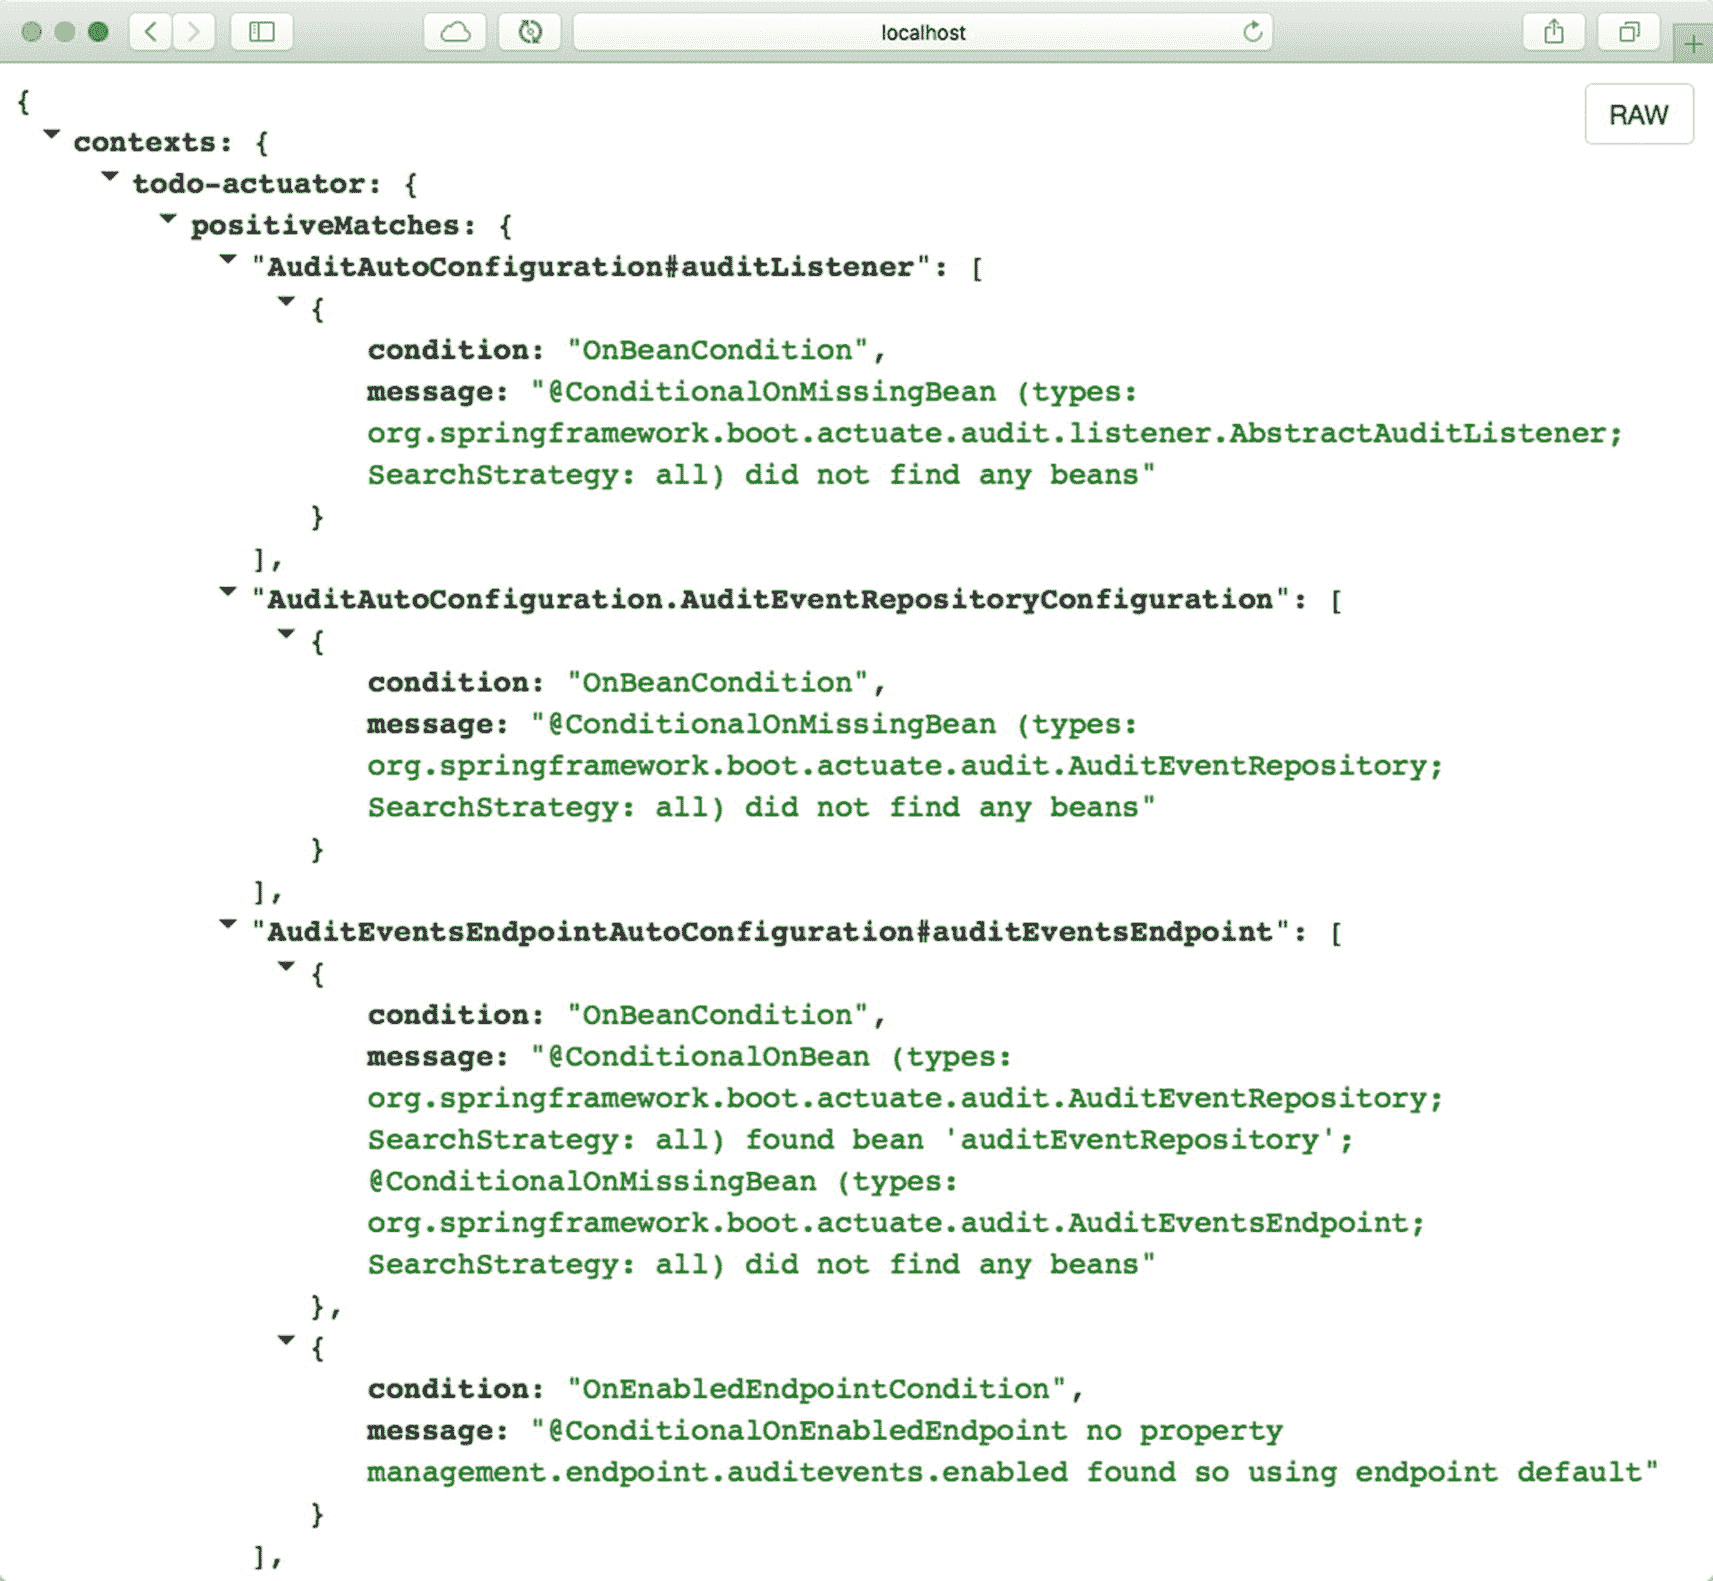 localhost
RAW
{
contexts: {
todo-actuator: {
positiveMatches: {
"AuditAutoConfiguration#auditListener": [
{
condition: "OnBeanCondition",
message: "@ConditionalOnMissingBean (types:
org.springframework.boot.actuate.audit.listener.AbstractAuditListener;
SearchStrategy: all) did not find any beans"
}
],
"AuditAutoConfiguration.AuditEventRepositoryConfiguration": [
{
condition: "OnBeanCondition",
message: "@ConditionalOnMissingBean (types:
org.springframework.boot.actuate.audit.AuditEventRepository;
SearchStrategy: all) did not find any beans"
}
],
"AuditEventsEndpointAutoConfiguration#auditEventsEndpoint": [
{
condition: "OnBeanCondition",
message: "@ConditionalOnBean (types:
org.springframework.boot.actuate.audit.AuditEventRepository;
SearchStrategy: all) found bean 'auditEventRepository';
@ConditionalOnMissingBean (types:
org.springframework.boot.actuate.audit.AuditEventsEndpoint;
SearchStrategy: all) did not find any beans"
},
{
condition: "OnEnabledEndpointCondition",
message: "@ConditionalOnEnabledEndpoint no property
management.endpoint.auditevents.enabled found so using endpoint default"
}
],